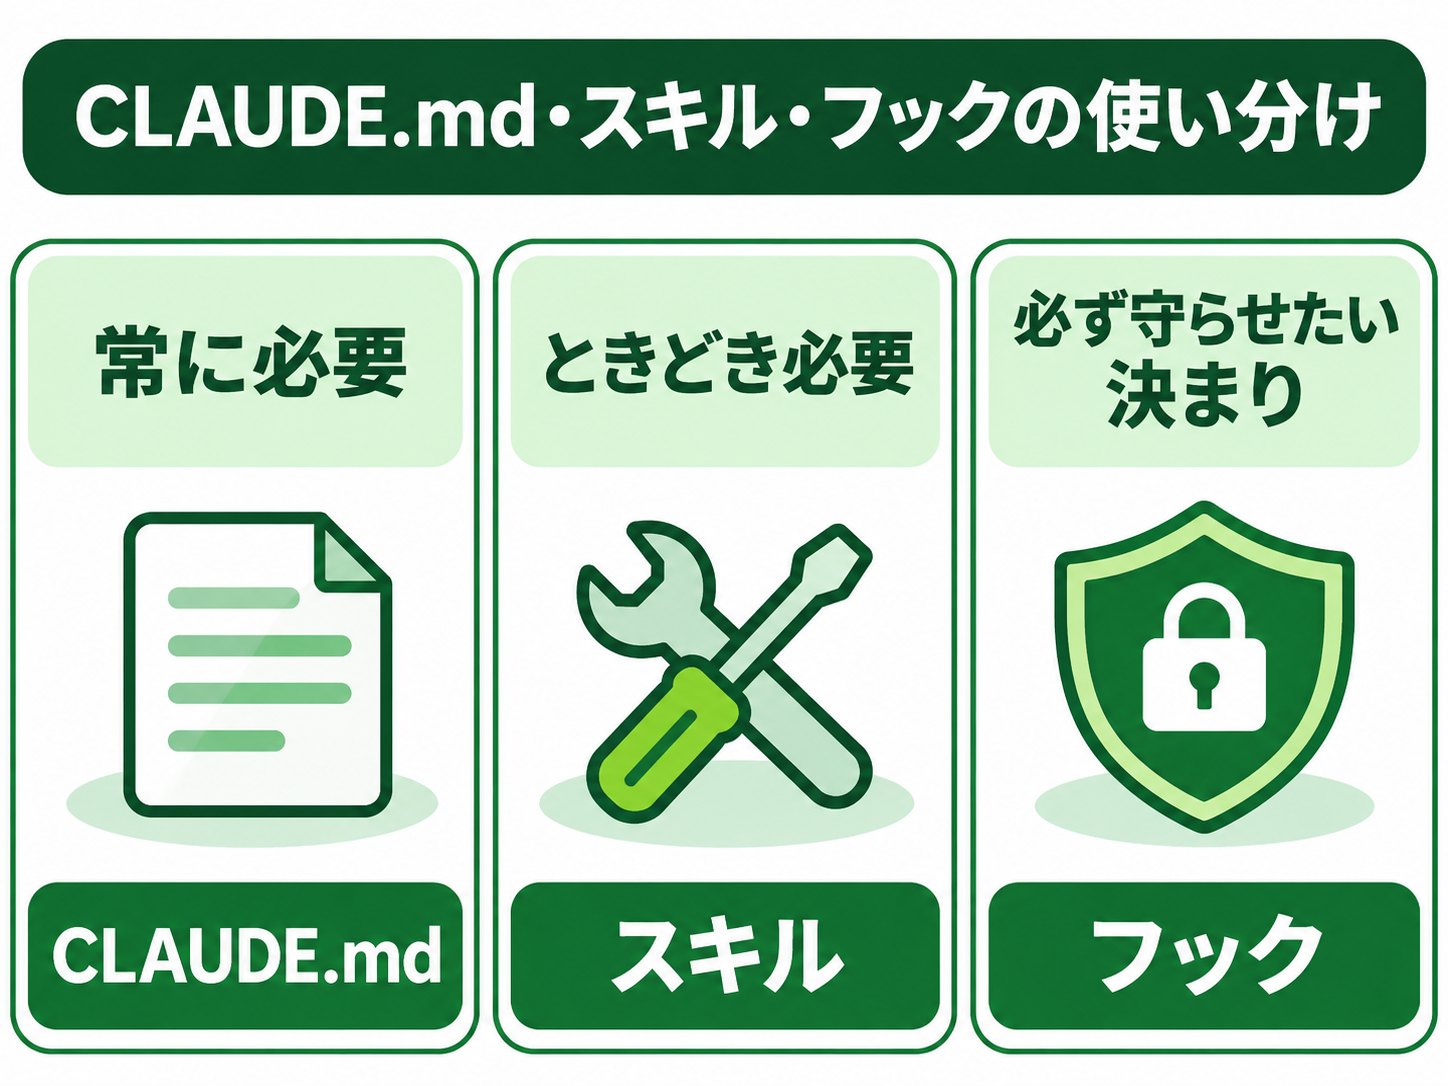 CLAUDE.md・スキル・フックの使い分け
常に必要
ときどき必要
必ず守らせたい
決まり
CLAUDE.md
スキル
フック